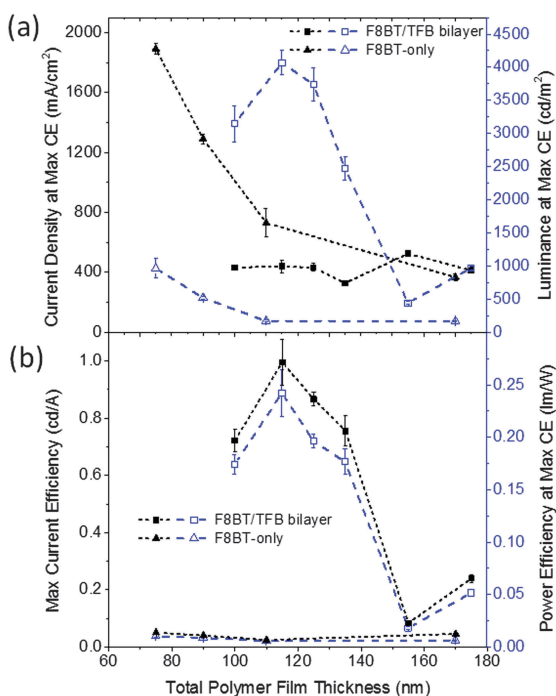 (a)
F8BT/TFB bilayer
F8BT-only
Current Density at Max CE (mA/cm²)
2000
1600
1200
800
400
0
Luminance at Max CE (cd/m²)
4500
4000
3500
3000
2500
2000
1500
1000
500
0
(b)
F8BT/TFB bilayer
F8BT-only
Max Current Efficiency (cd/A)
1.0
0.8
0.6
0.4
0.2
0.0
Power Efficiency at Max CE (lm/W)
0.25
0.20
0.15
0.10
0.05
0.00
60 80 100 120 140 160 180
Total Polymer Film Thickness (nm)